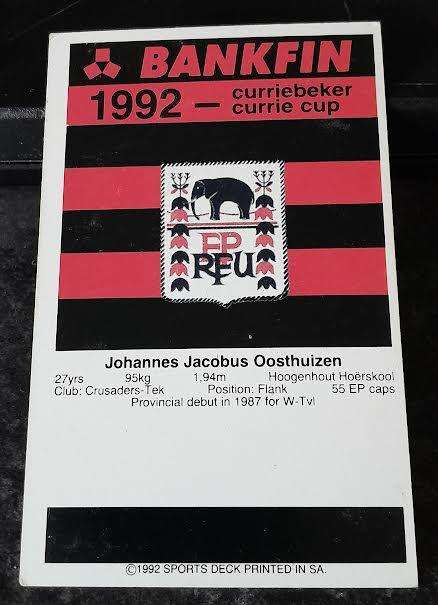 BANKFIN
1992 – curriebeker
currie cup
EP
RFU
Johannes Jacobus Oosthuizen
27yrs 95kg 1,94m Hoogenhout Hoërskool
Club: Crusaders-Tek Position: Flank 55 EP caps
Provincial debut in 1987 for W-Tvl
©1992 SPORTS DECK PRINTED IN SA.